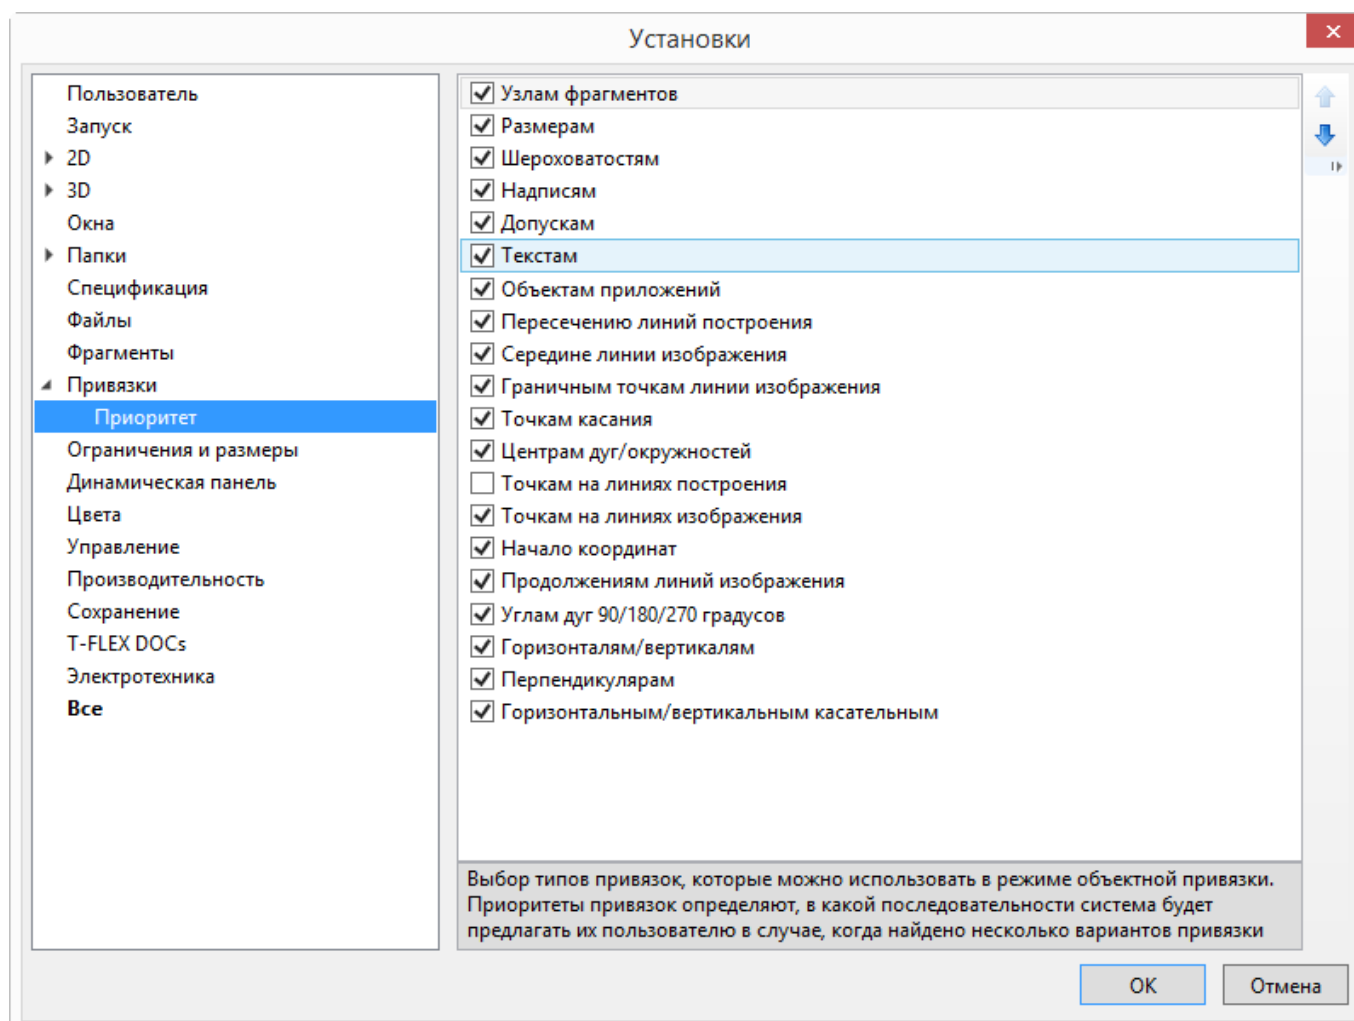 Установки
Пользователь
Запуск
2D
3D
Окна
Папки
Спецификация
Файлы
Фрагменты
Привязки
Приоритет
Ограничения и размеры
Динамическая панель
Цвета
Управление
Производительность
Сохранение
T-FLEX DOCs
Электротехника
Все
Узлам фрагментов
Размерам
Шероховатостям
Надписям
Допускам
Текстам
Объектам приложений
Пересечению линий построения
Середине линии изображения
Граничным точкам линии изображения
Точкам касания
Центрам дуг/окружностей
Точкам на линиях построения
Точкам на линиях изображения
Начало координат
Продолжениям линий изображения
Углам дуг 90/180/270 градусов
Горизонталям/вертикалям
Перпендикулярам
Горизонтальным/вертикальным касательным
Выбор типов привязок, которые можно использовать в режиме объектной привязки.
Приоритеты привязок определяют, в какой последовательности система будет
предлагать их пользователю в случае, когда найдено несколько вариантов привязки
ОК
Отмена